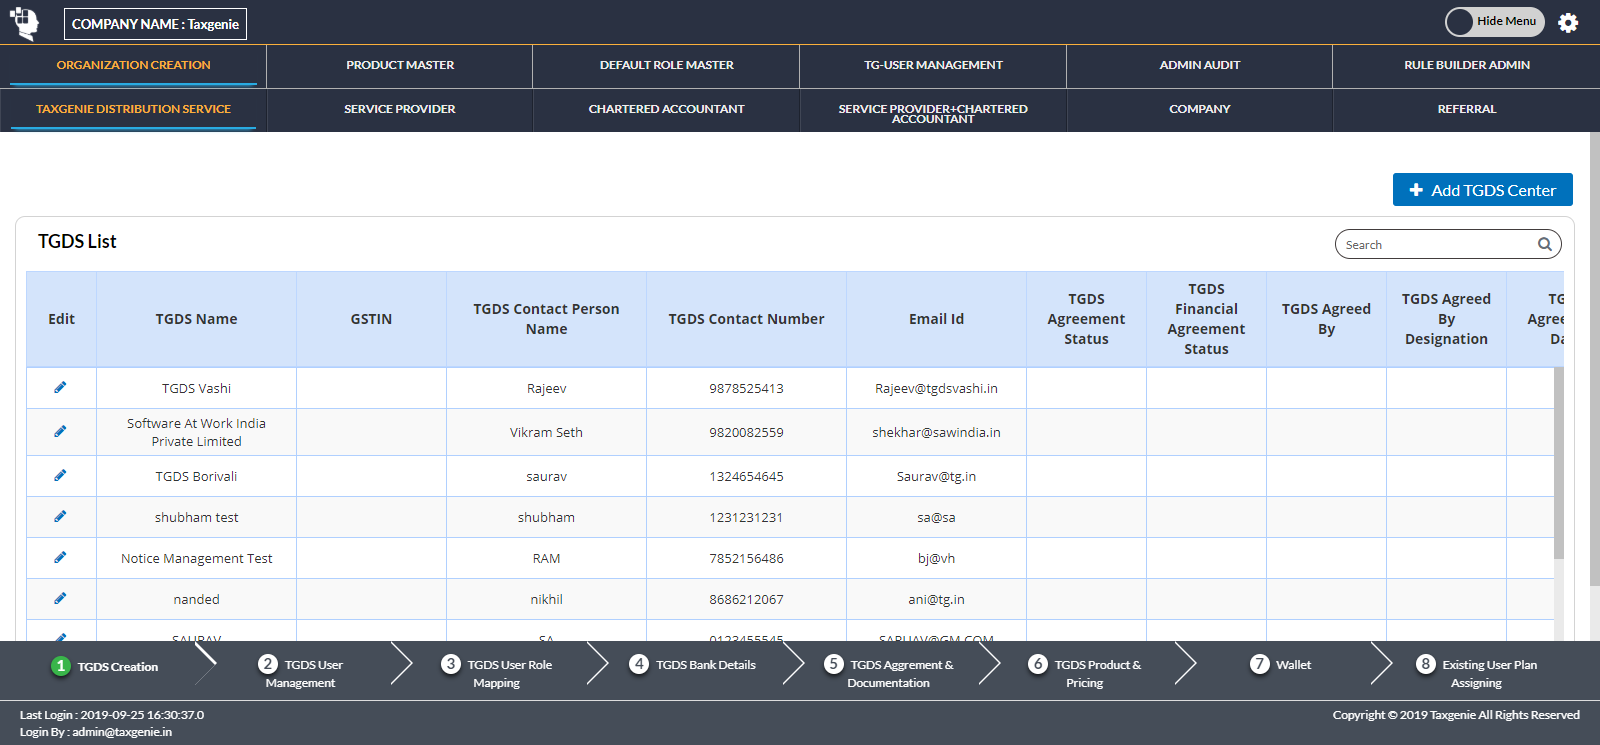 COMPANY NAME : Taxgenie
Hide Menu
ORGANIZATION CREATION
PRODUCT MASTER
DEFAULT ROLE MASTER
TG-USER MANAGEMENT
ADMIN AUDIT
RULE BUILDER ADMIN
TAXGENIE DISTRIBUTION SERVICE
SERVICE PROVIDER
CHARTERED ACCOUNTANT
SERVICE PROVIDER+CHARTERED
ACCOUNTANT
COMPANY
REFERRAL
Add TGDS Center
TGDS List
Search
Edit
TGDS Name
GSTIN
TGDS Contact Person
Name
TGDS Contact Number
Email Id
TGDS
Agreement
Status
TGDS
Financial
Agreement
Status
TGDS Agreed
By
TGDS Agreed
By
Designation
TGDS Vashi
Rajeev
9878525413
Rajeev@tgdsvashi.in
Software At Work India
Private Limited
Vikram Seth
9820082559
shekhar@sawindia.in
TGDS Borivali
saurav
1324654645
Saurav@tg.in
shubham test
shubham
1231231231
sa@sa
Notice Management Test
RAM
7852156486
bj@vh
nanded
nikhil
8686212067
ani@tg.in
SAURAV
SA
0123455545
1 TGDS Creation
2 TGDS User
Management
3 TGDS User Role
Mapping
4 TGDS Bank Details
5 TGDS Aggrement &
Documentation
6 TGDS Product &
Pricing
7 Wallet
8 Existing User Plan
Assigning
Last Login : 2019-09-25 16:30:37.0
Login By : admin@taxgenie.in
Copyright © 2019 Taxgenie All Rights Reserved